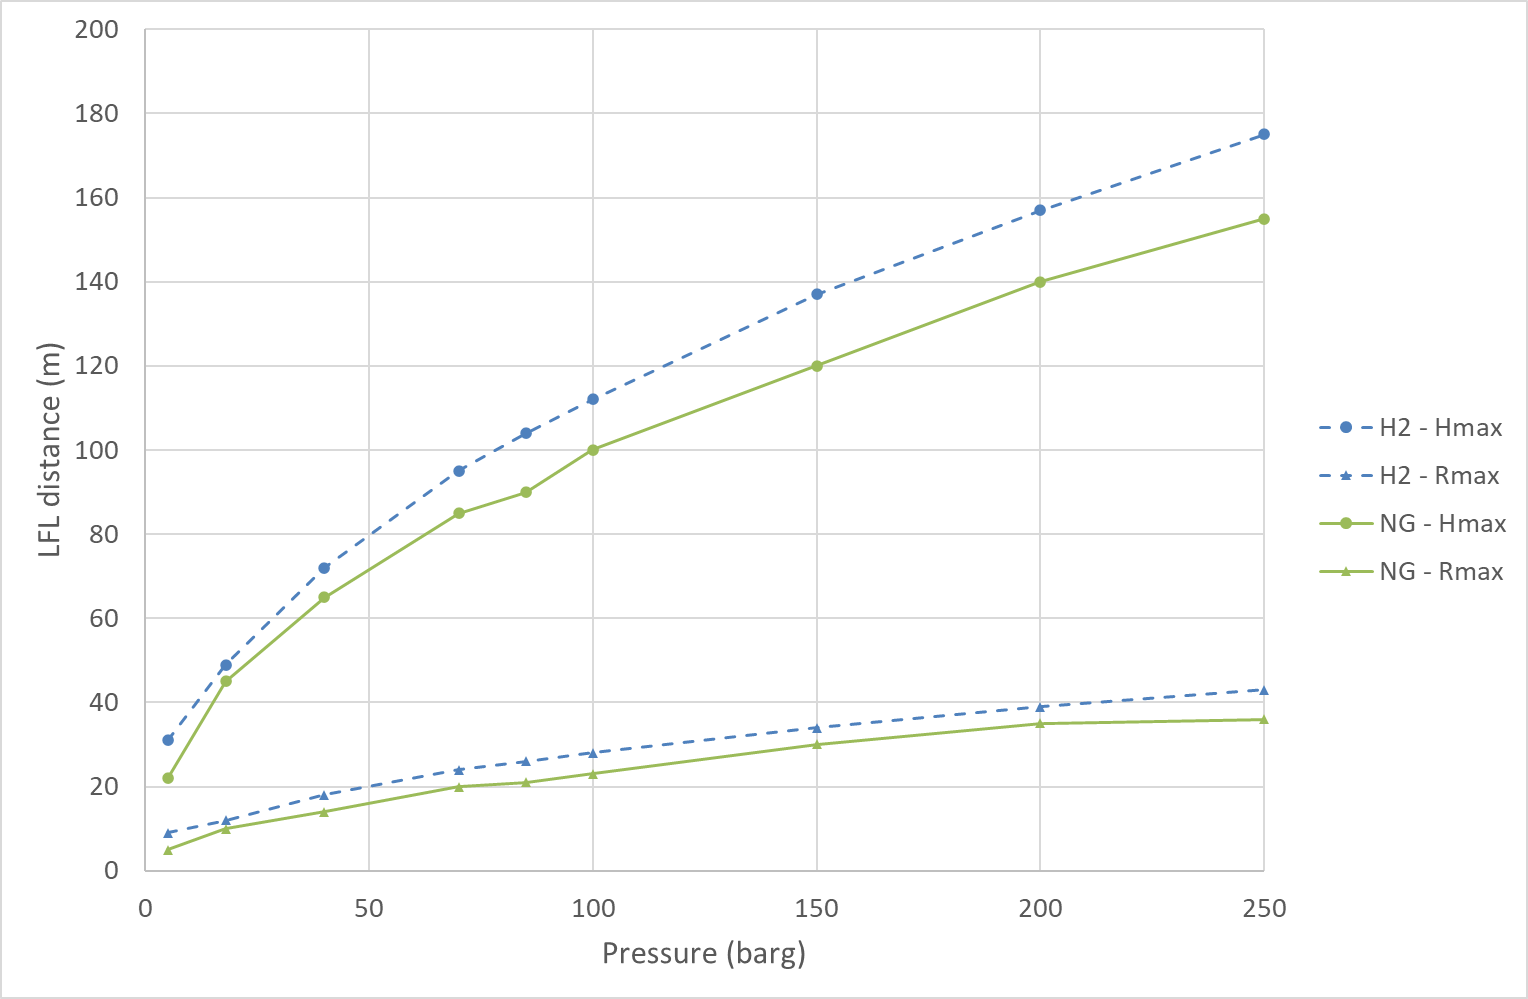 200
180
160
140
120
100
80
60
40
20
0
LFL distance (m)
0 50 100 150 200 250
Pressure (barg)
H2 - Hmax
H2 - Rmax
NG - Hmax
NG - Rmax